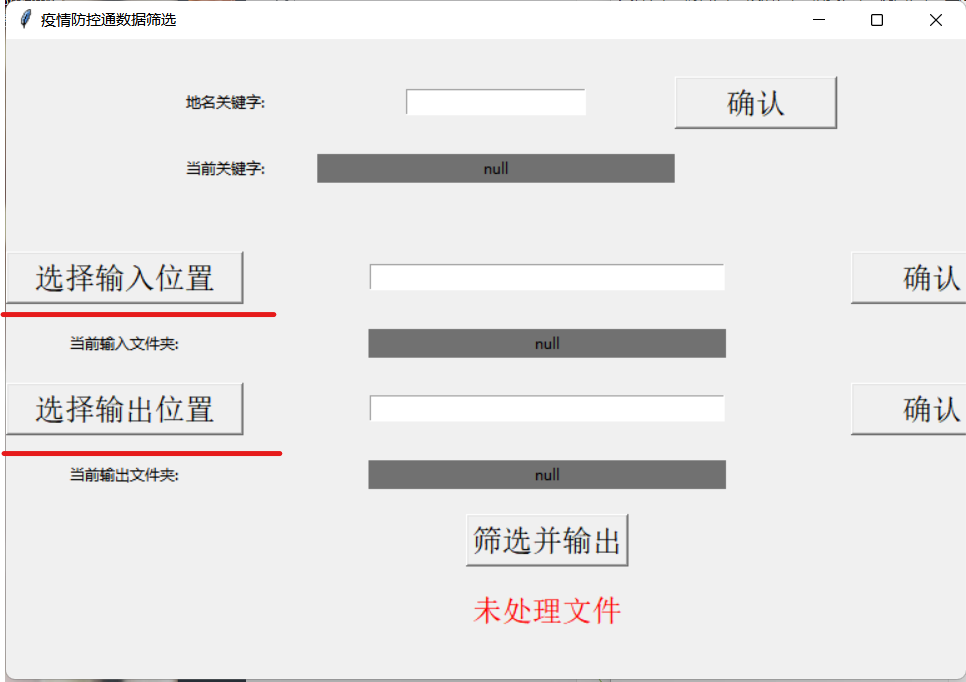 疫情防控通数据筛选
地名关键字: 确认
当前关键字: null
选择输入位置 确认
当前输入文件夹: null
选择输出位置 确认
当前输出文件夹: null
筛选并输出
未处理文件